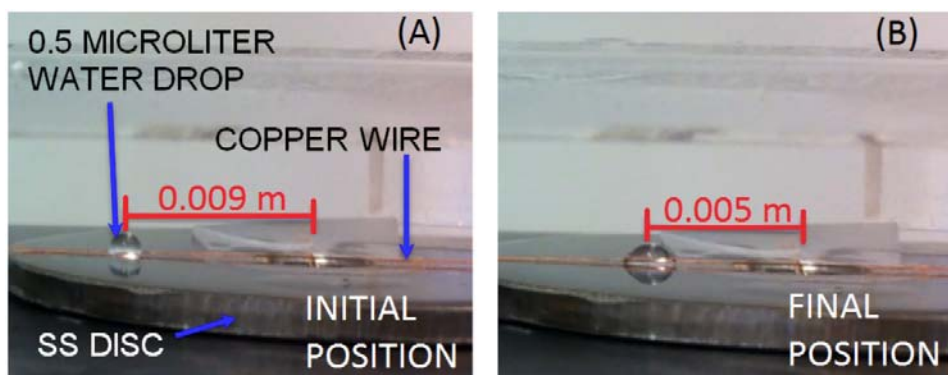 (A)
0.5 MICROLITER
WATER DROP
COPPER WIRE
0.009 m
INITIAL
POSITION
SS DISC
(B)
0.005 m
FINAL
POSITION